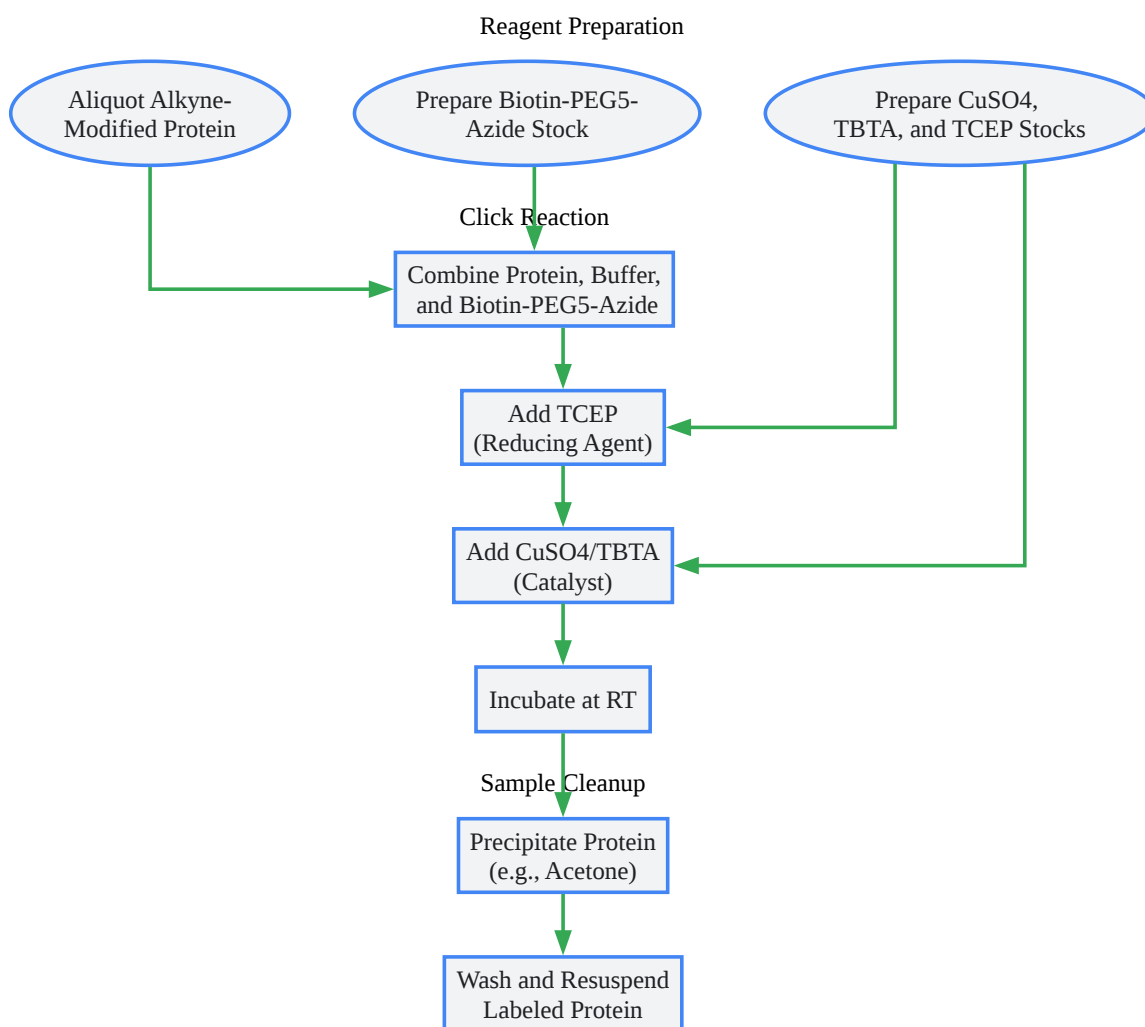 Reagent Preparation
Aliquot Alkyne-
Modified Protein
Prepare Biotin-PEG5-
Azide Stock
Prepare CuSO4,
TBTA, and TCEP Stocks
Click Reaction
Combine Protein, Buffer,
and Biotin-PEG5-Azide
Add TCEP
(Reducing Agent)
Add CuSO4/TBTA
(Catalyst)
Incubate at RT
Sample Cleanup
Precipitate Protein
(e.g., Acetone)
Wash and Resuspend
Labeled Protein